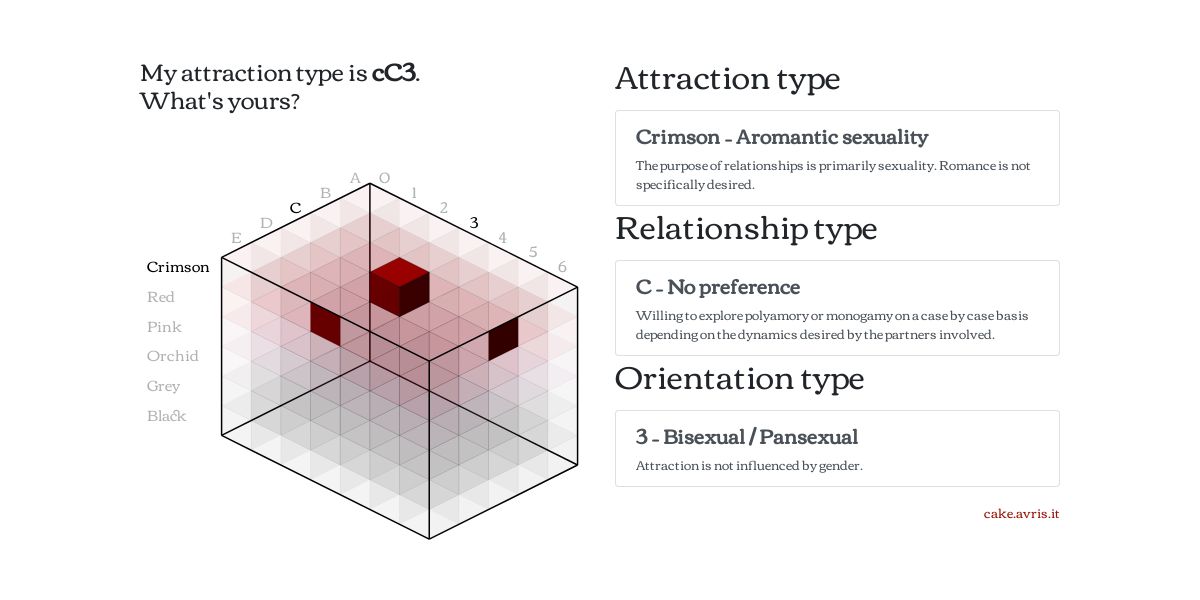 My attraction type is cC3.
What's yours?
A O
B 1
C 2
D 3
E 4
5
6
Crimson
Red
Pink
Orchid
Grey
Black
Attraction type
Crimson - Aromantic sexuality
The purpose of relationships is primarily sexuality. Romance is not
specifically desired.
Relationship type
C - No preference
Willing to explore polyamory or monogamy on a case by case basis
depending on the dynamics desired by the partners involved.
Orientation type
3 - Bisexual / Pansexual
Attraction is not influenced by gender.
cake.avris.it